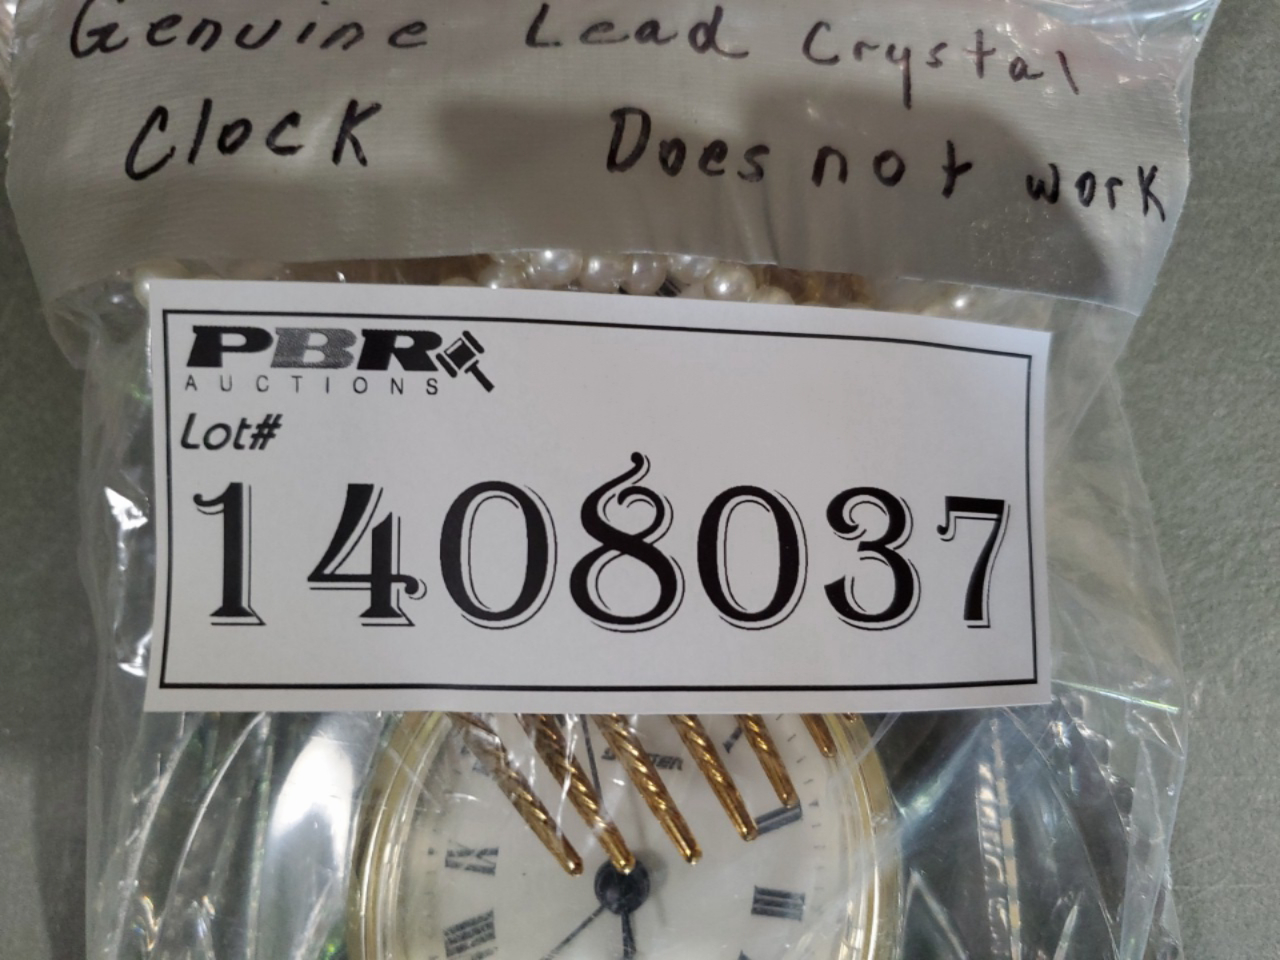 Genuine Lead Crystal
Clock Does not work
PBR
AUCTIONS
Lot#
1408037